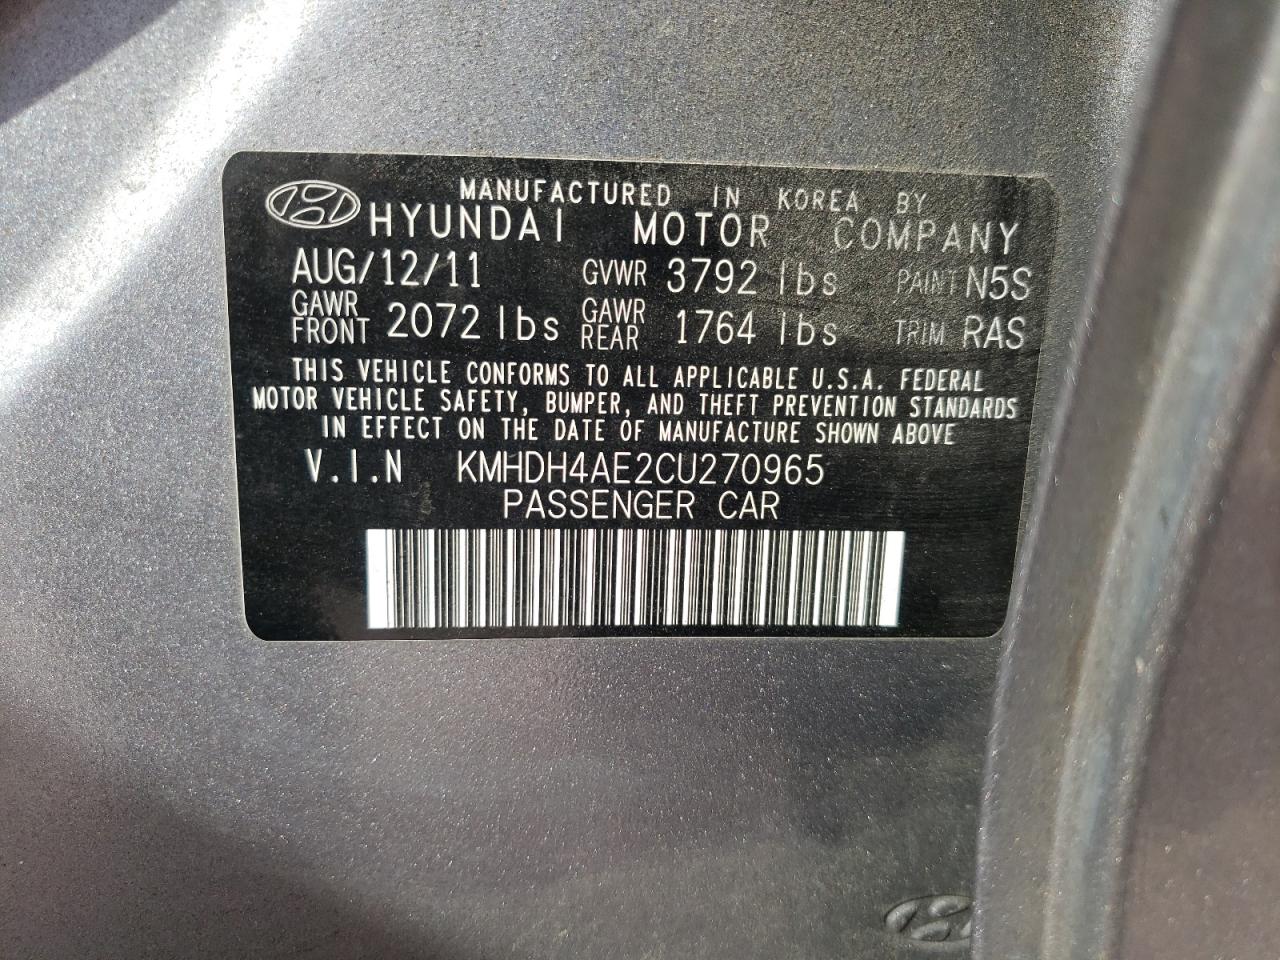 MANUFACTURED IN KOREA BY
HYUNDAI MOTOR COMPANY
AUG/12/11 GVWR 3792 lbs PAINT N5S
GAWR FRONT 2072 lbs GAWR REAR 1764 lbs TRIM RAS
THIS VEHICLE CONFORMS TO ALL APPLICABLE U.S.A. FEDERAL
MOTOR VEHICLE SAFETY, BUMPER, AND THEFT PREVENTION STANDARDS
IN EFFECT ON THE DATE OF MANUFACTURE SHOWN ABOVE
V.I.N KMHDH4AE2CU270965
PASSENGER CAR